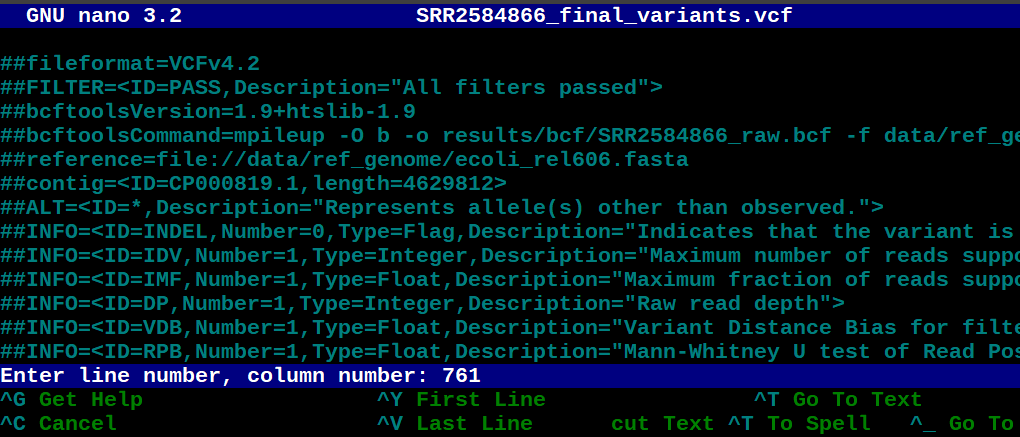 GNU nano 3.2 SRR2584866_final_variants.vcf
##fileformat=VCFv4.2
##FILTER=<ID=PASS,Description="All filters passed">
##bcftoolsVersion=1.9+htslib-1.9
##bcftoolsCommand=mpileup -O b -o results/bcf/SRR2584866_raw.bcf -f data/ref_ge
##reference=file://data/ref_genome/ecoli_rel606.fasta
##contig=<ID=CP000819.1,length=4629812>
##ALT=<ID=*,Description="Represents allele(s) other than observed.">
##INFO=<ID=INDEL,Number=0,Type=Flag,Description="Indicates that the variant is
##INFO=<ID=IDV,Number=1,Type=Integer,Description="Maximum number of reads suppo
##INFO=<ID=IMF,Number=1,Type=Float,Description="Maximum fraction of reads suppo
##INFO=<ID=DP,Number=1,Type=Integer,Description="Raw read depth">
##INFO=<ID=VDB,Number=1,Type=Float,Description="Variant Distance Bias for filte
##INFO=<ID=RPB,Number=1,Type=Float,Description="Mann-Whitney U test of Read Pos
Enter line number, column number: 761
^G Get Help ^Y First Line ^T Go To Text
^C Cancel ^V Last Line cut Text ^T To Spell ^_ Go To